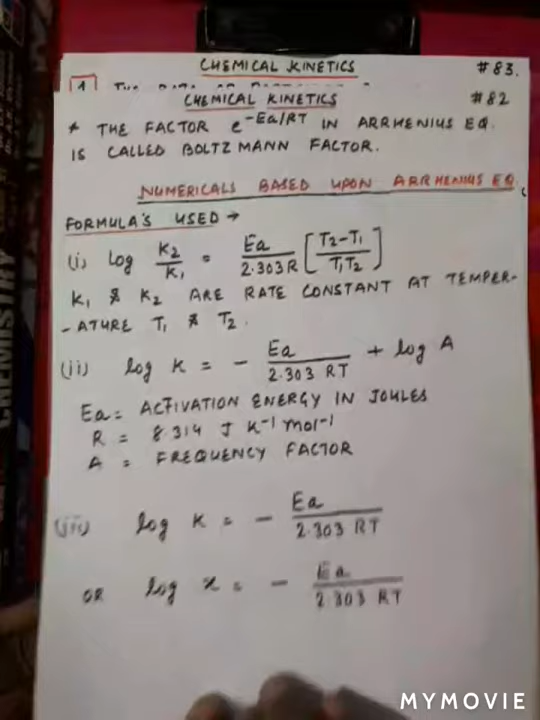 CHEMICAL KINETICS #83.
CHEMICAL KINETICS #82
* THE FACTOR e^-Ea/RT IN ARRHENIUS EQ.
IS CALLED BOLTZMANN FACTOR.
NUMERICALS BASED UPON ARRHENIUS EQ.
FORMULA'S USED →
(i) log K2/K1 = Ea/2.303R [T2-T1/T1T2]
K1 & K2 ARE RATE CONSTANT AT TEMPER-
-ATURE T1 & T2.
(ii) log K = - Ea/2.303 RT + log A
Ea = ACTIVATION ENERGY IN JOULES
R = 8.314 J K^-1 mol^-1
A = FREQUENCY FACTOR
(iii) log K = - Ea/2.303 RT
OR log x = - Ea/2.303 RT
CHEMISTRY
MYMOVIE